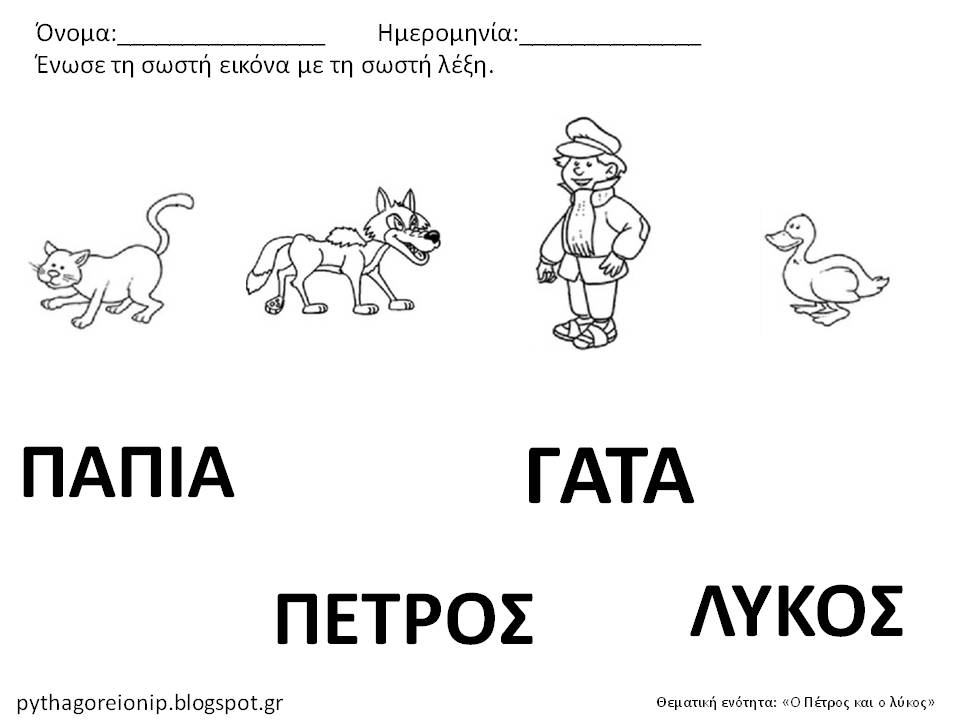 Όνομα:________________ Ημερομηνία:______________
Ένωσε τη σωστή εικόνα με τη σωστή λέξη.
ΠΑΠΙΑ ΓΑΤΑ
ΠΕΤΡΟΣ ΛΥΚΟΣ
pythagoreionip.blogspot.gr Θεματική ενότητα: «Ο Πέτρος και ο λύκος»